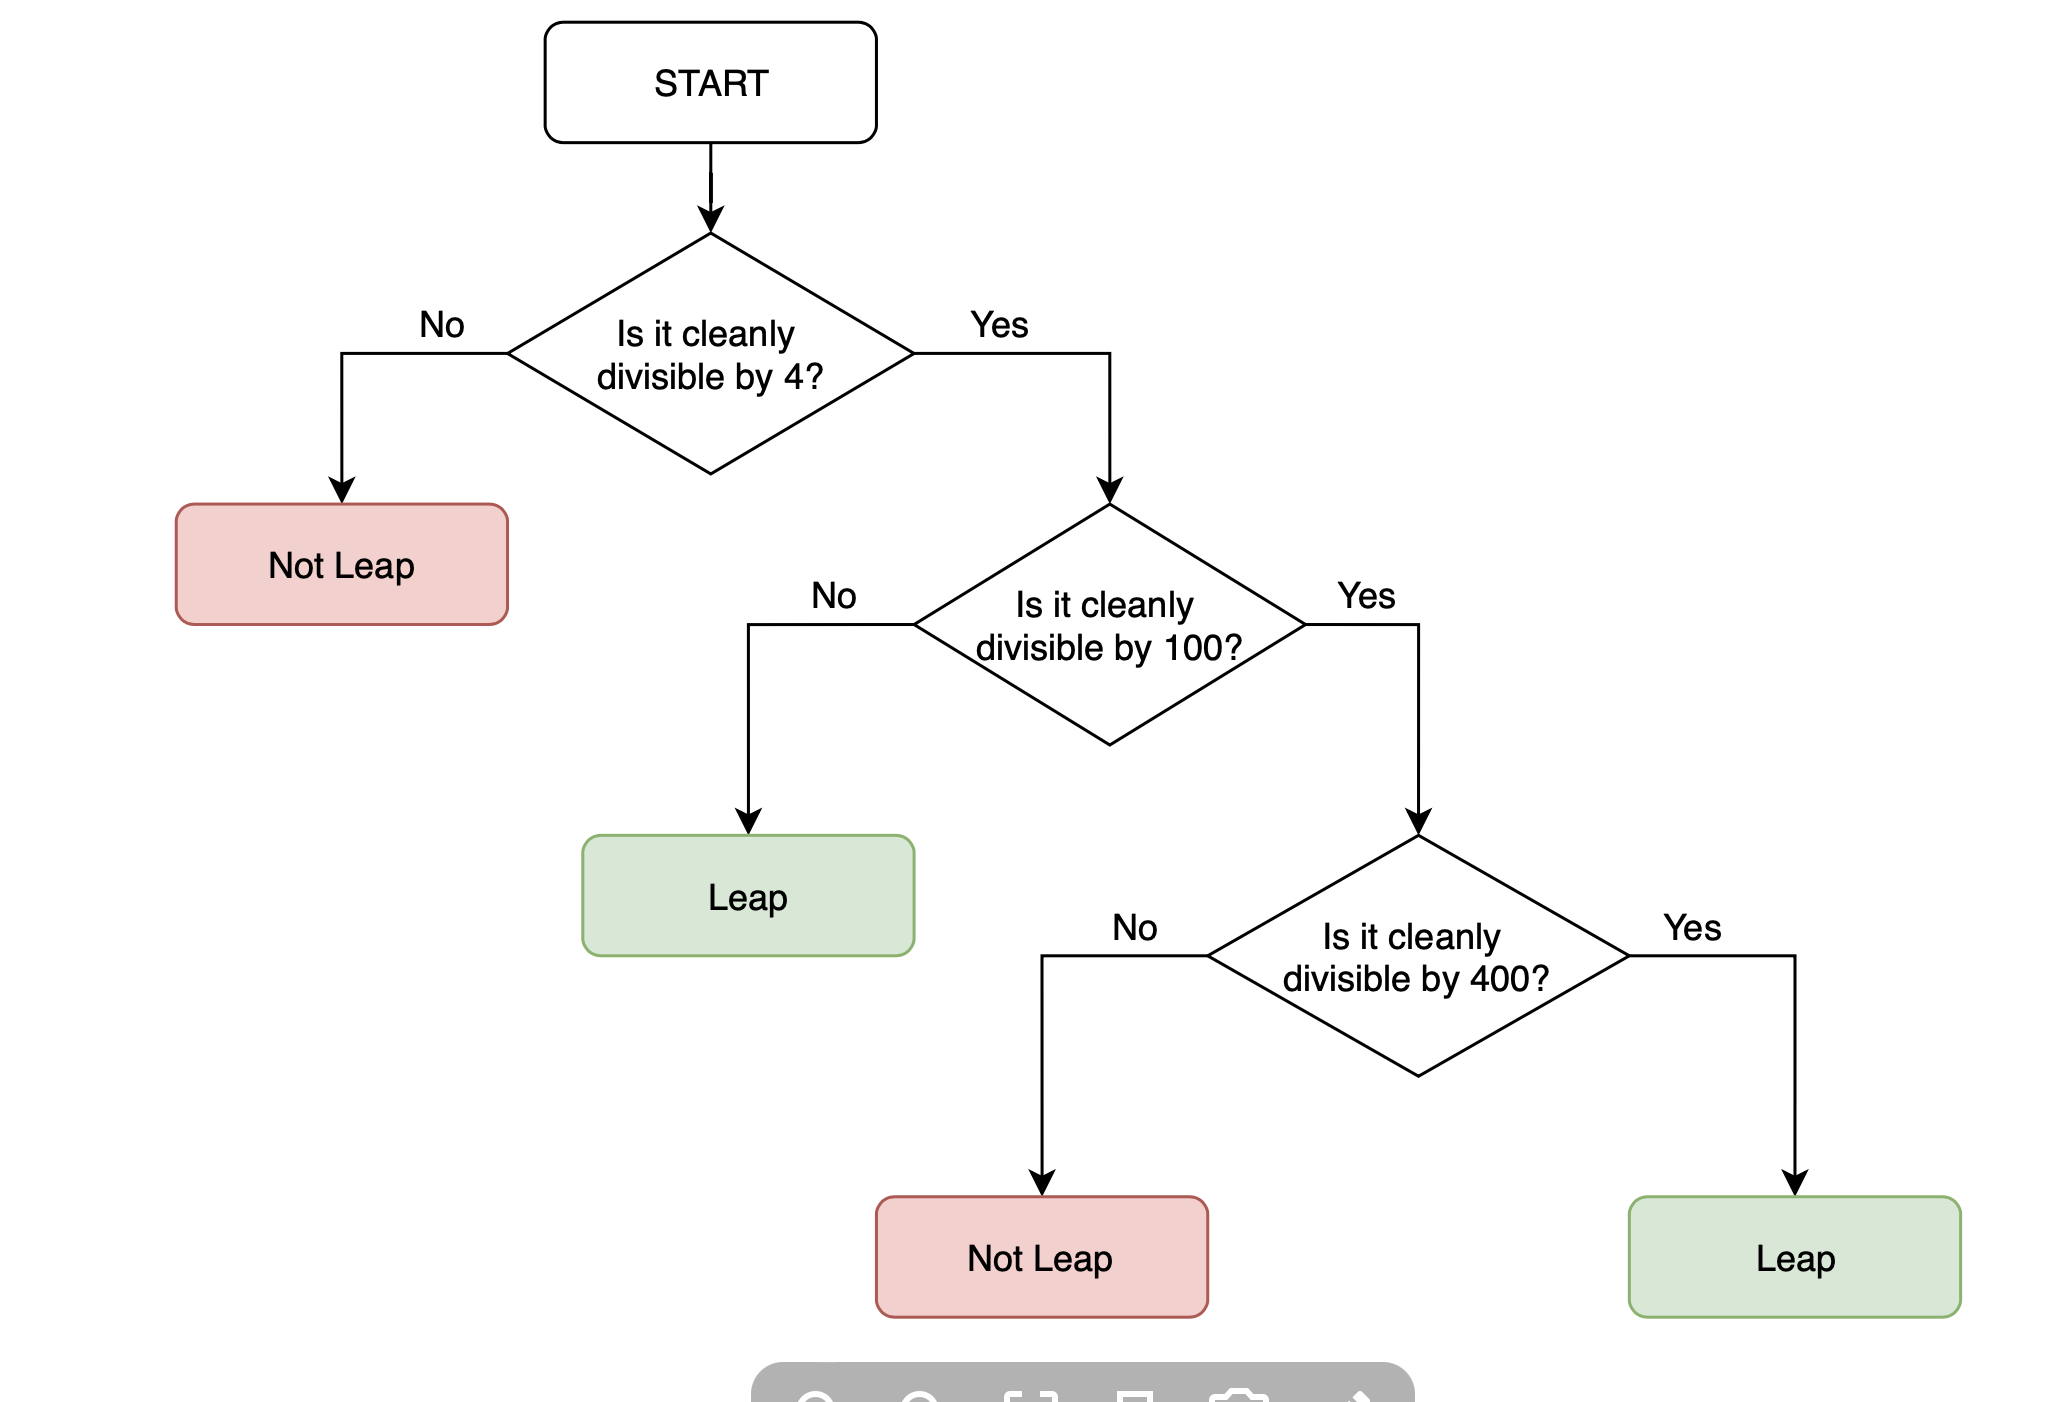 START
No
Yes
Is it cleanly
divisible by 4?
Not Leap
No
Yes
Is it cleanly
divisible by 100?
Leap
No
Yes
Is it cleanly
divisible by 400?
Not Leap
Leap